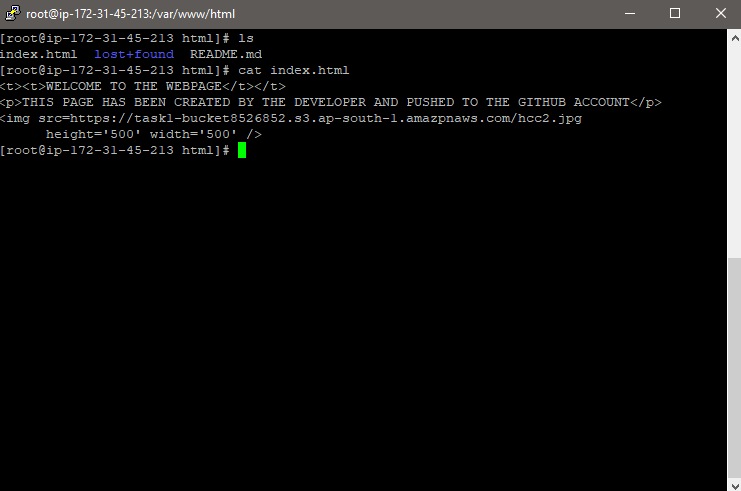 root@ip-172-31-45-213:/var/www/html
[root@ip-172-31-45-213 html]# ls
index.html  lost+found  README.md
[root@ip-172-31-45-213 html]# cat index.html
<t><t>WELCOME TO THE WEBPAGE</t></t>
<p>THIS PAGE HAS BEEN CREATED BY THE DEVELOPER AND PUSHED TO THE GITHUB ACCOUNT</p>
<img src=https://task1-bucket8526852.s3.ap-south-1.amazpnaws.com/hcc2.jpg
      height='500' width='500' />
[root@ip-172-31-45-213 html]#